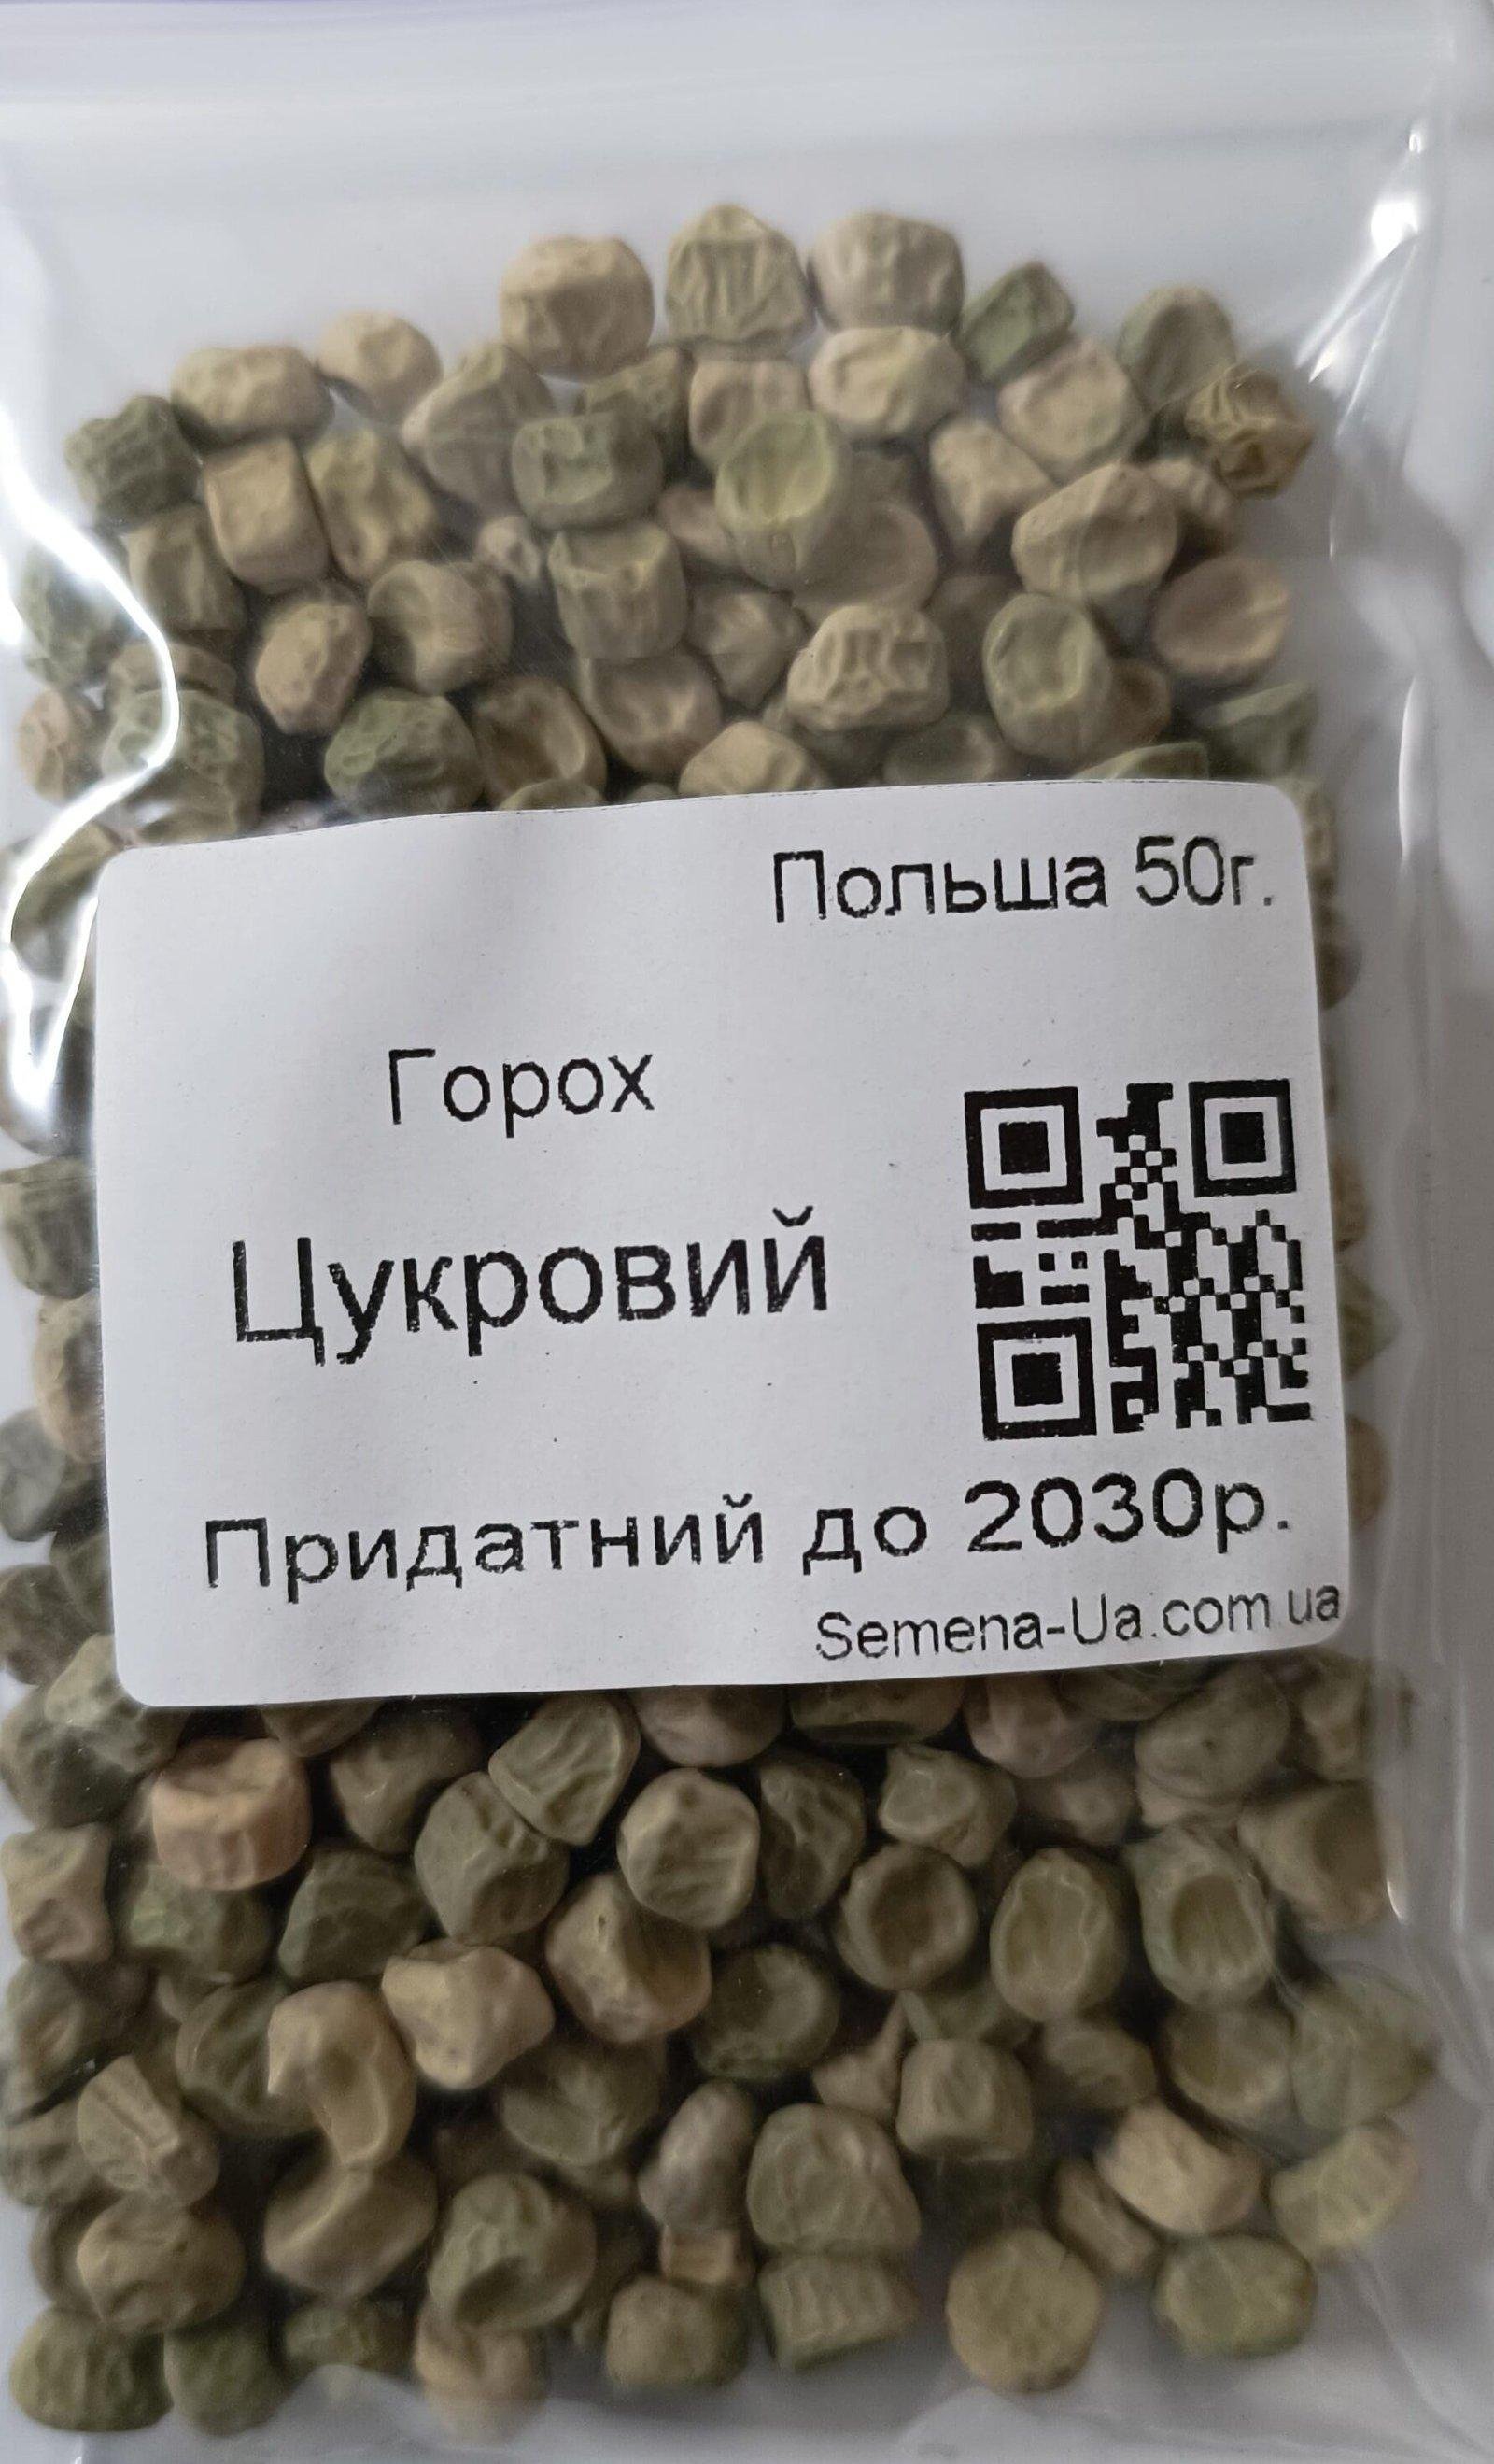 Польша 50г.
Горох
Цукровий
Придатний до 2030р.
Semena-Ua.com.ua